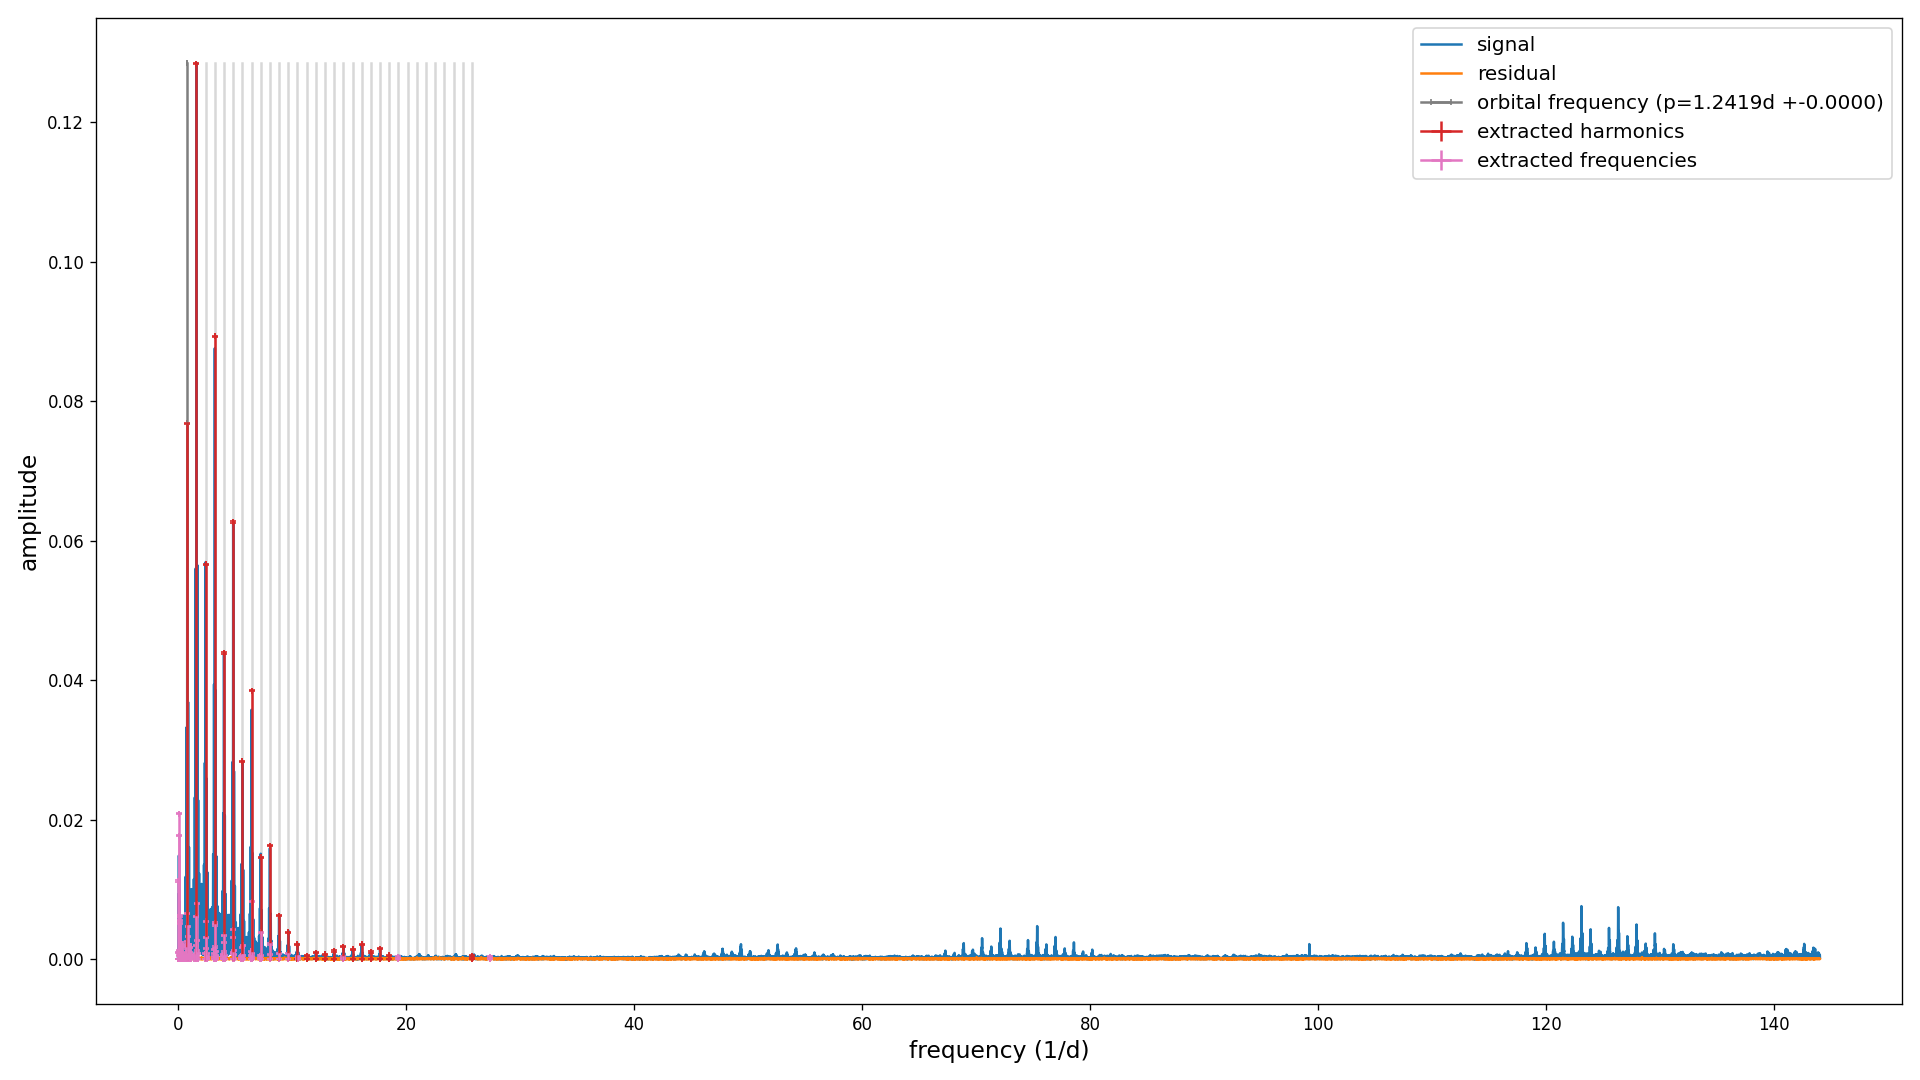 signal
residual
orbital frequency (p=1.2419d +-0.0000)
extracted harmonics
extracted frequencies
amplitude
0.12
0.10
0.08
0.06
0.04
0.02
0.00
0 20 40 60 80 100 120 140
frequency (1/d)